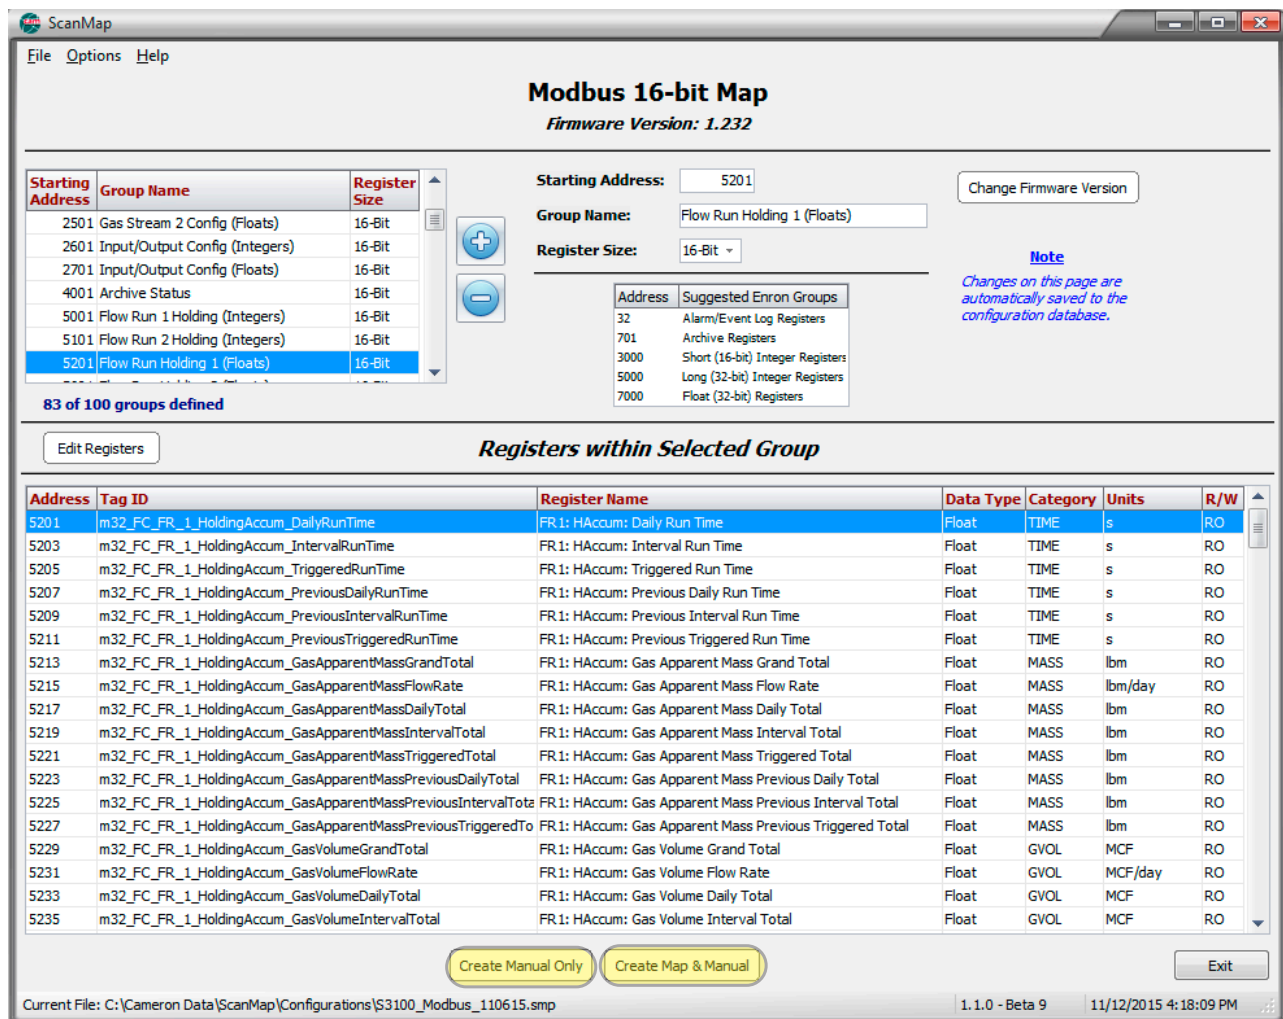 ScanMap
File Options Help
Modbus 16-bit Map
Firmware Version: 1.232
Starting Address Group Name Register Size
2501 Gas Stream 2 Config (Floats) 16-Bit
2601 Input/Output Config (Integers) 16-Bit
2701 Input/Output Config (Floats) 16-Bit
4001 Archive Status 16-Bit
5001 Flow Run 1 Holding (Integers) 16-Bit
5101 Flow Run 2 Holding (Integers) 16-Bit
5201 Flow Run Holding 1 (Floats) 16-Bit
83 of 100 groups defined
Starting Address: 5201
Group Name: Flow Run Holding 1 (Floats)
Register Size: 16-Bit
Address Suggested Enron Groups
32 Alarm/Event Log Registers
701 Archive Registers
3000 Short (16-bit) Integer Registers
5000 Long (32-bit) Integer Registers
7000 Float (32-bit) Registers
Change Firmware Version
Note
Changes on this page are
automatically saved to the
configuration database.
Edit Registers
Registers within Selected Group
Address Tag ID Register Name Data Type Category Units R/W
5201 m32_FC_FR_1_HoldingAccum_DailyRunTime FR1: HAccum: Daily Run Time Float TIME s RO
5203 m32_FC_FR_1_HoldingAccum_IntervalRunTime FR1: HAccum: Interval Run Time Float TIME s RO
5205 m32_FC_FR_1_HoldingAccum_TriggeredRunTime FR1: HAccum: Triggered Run Time Float TIME s RO
5207 m32_FC_FR_1_HoldingAccum_PreviousDailyRunTime FR1: HAccum: Previous Daily Run Time Float TIME s RO
5209 m32_FC_FR_1_HoldingAccum_PreviousIntervalRunTime FR1: HAccum: Previous Interval Run Time Float TIME s RO
5211 m32_FC_FR_1_HoldingAccum_PreviousTriggeredRunTime FR1: HAccum: Previous Triggered Run Time Float TIME s RO
5213 m32_FC_FR_1_HoldingAccum_GasApparentMassGrandTotal FR1: HAccum: Gas Apparent Mass Grand Total Float MASS lbm RO
5215 m32_FC_FR_1_HoldingAccum_GasApparentMassFlowRate FR1: HAccum: Gas Apparent Mass Flow Rate Float MASS lbm/day RO
5217 m32_FC_FR_1_HoldingAccum_GasApparentMassDailyTotal FR1: HAccum: Gas Apparent Mass Daily Total Float MASS lbm RO
5219 m32_FC_FR_1_HoldingAccum_GasApparentMassIntervalTotal FR1: HAccum: Gas Apparent Mass Interval Total Float MASS lbm RO
5221 m32_FC_FR_1_HoldingAccum_GasApparentMassTriggeredTotal FR1: HAccum: Gas Apparent Mass Triggered Total Float MASS lbm RO
5223 m32_FC_FR_1_HoldingAccum_GasApparentMassPreviousDailyTotal FR1: HAccum: Gas Apparent Mass Previous Daily Total Float MASS lbm RO
5225 m32_FC_FR_1_HoldingAccum_GasApparentMassPreviousIntervalTota FR1: HAccum: Gas Apparent Mass Previous Interval Total Float MASS lbm RO
5227 m32_FC_FR_1_HoldingAccum_GasApparentMassPreviousTriggeredTo FR1: HAccum: Gas Apparent Mass Previous Triggered Total Float MASS lbm RO
5229 m32_FC_FR_1_HoldingAccum_GasVolumeGrandTotal FR1: HAccum: Gas Volume Grand Total Float GVOL MCF RO
5231 m32_FC_FR_1_HoldingAccum_GasVolumeFlowRate FR1: HAccum: Gas Volume Flow Rate Float GVOL MCF/day RO
5233 m32_FC_FR_1_HoldingAccum_GasVolumeDailyTotal FR1: HAccum: Gas Volume Daily Total Float GVOL MCF RO
5235 m32_FC_FR_1_HoldingAccum_GasVolumeIntervalTotal FR1: HAccum: Gas Volume Interval Total Float GVOL MCF RO
Create Manual Only Create Map & Manual Exit
Current File: C:\Cameron Data\ScanMap\Configurations\S3100_Modbus_110615.smp 1.1.0 - Beta 9 11/12/2015 4:18:09 PM